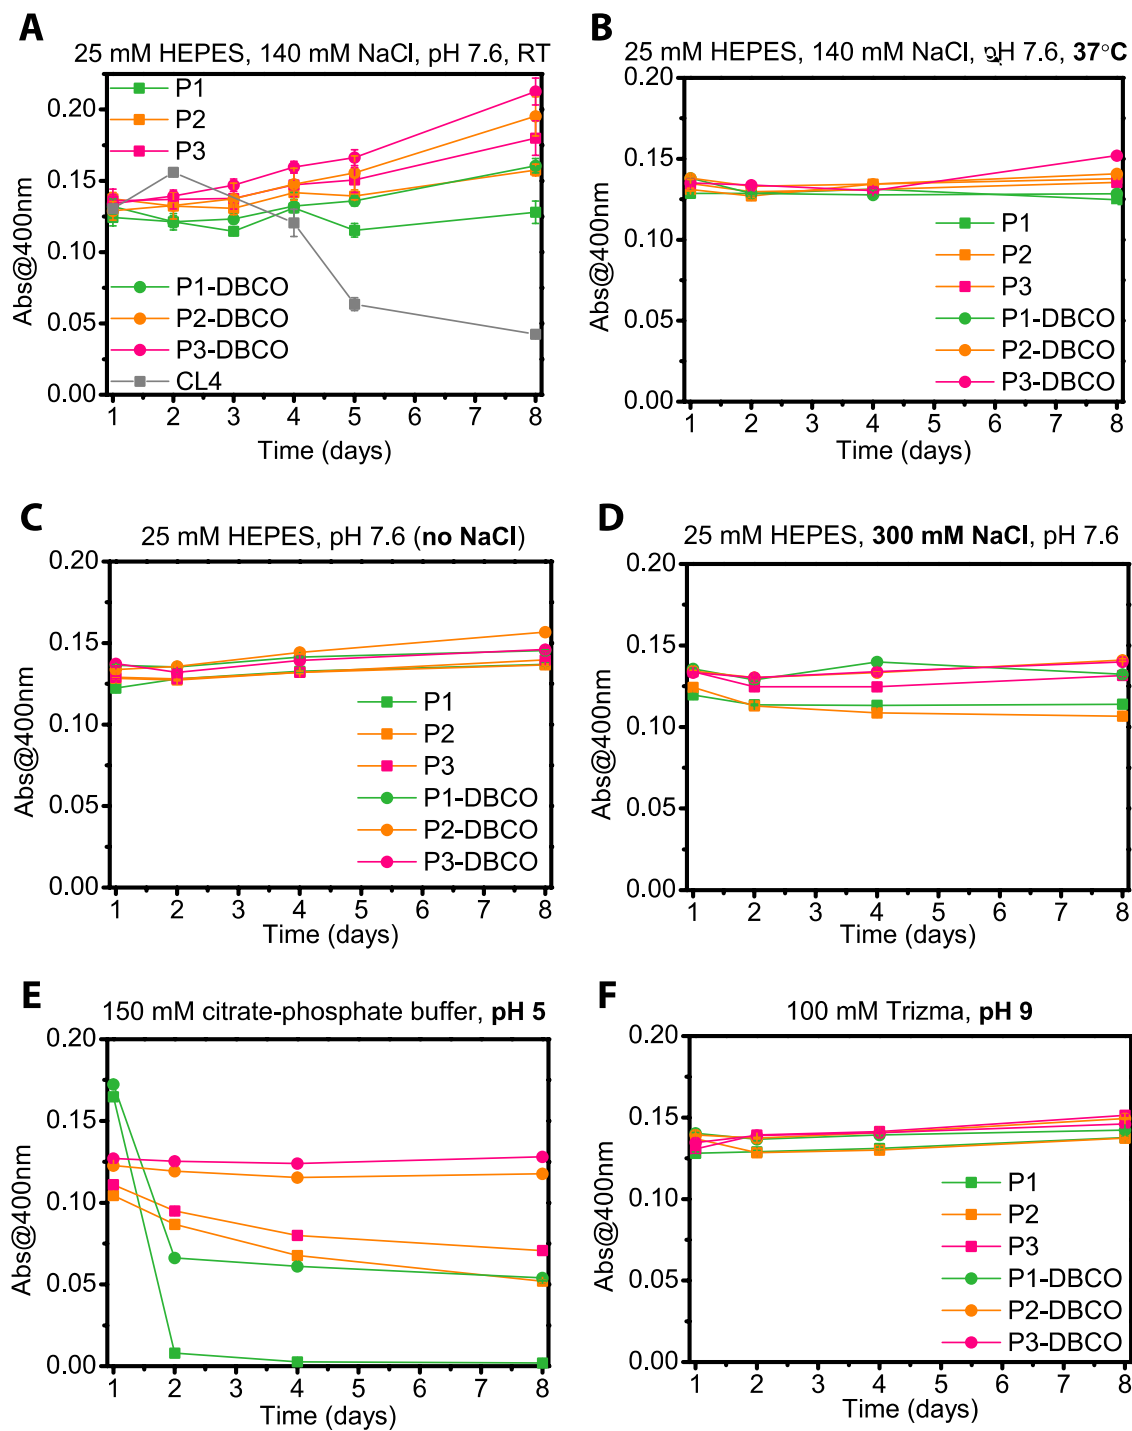 A
25 mM HEPES, 140 mM NaCl, pH 7.6, RT
P1
P2
P3
P1-DBCO
P2-DBCO
P3-DBCO
CL4
0.20
0.15
0.10
0.05
0.00
Abs@400nm
1 2 3 4 5 6 7 8
Time (days)
B
25 mM HEPES, 140 mM NaCl, pH 7.6, 37°C
0.20
0.15
0.10
0.05
0.00
Abs@400nm
P1
P2
P3
P1-DBCO
P2-DBCO
P3-DBCO
1 2 3 4 5 6 7 8
Time (days)
C
25 mM HEPES, pH 7.6 (no NaCl)
0.20
0.15
0.10
0.05
0.00
Abs@400nm
P1
P2
P3
P1-DBCO
P2-DBCO
P3-DBCO
1 2 3 4 5 6 7 8
Time (days)
D
25 mM HEPES, 300 mM NaCl, pH 7.6
0.20
0.15
0.10
0.05
0.00
Abs@400nm
1 2 3 4 5 6 7 8
Time (days)
E
150 mM citrate-phosphate buffer, pH 5
0.20
0.15
0.10
0.05
0.00
Abs@400nm
1 2 3 4 5 6 7 8
Time (days)
F
100 mM Trizma, pH 9
0.20
0.15
0.10
0.05
0.00
Abs@400nm
P1
P2
P3
P1-DBCO
P2-DBCO
P3-DBCO
1 2 3 4 5 6 7 8
Time (days)